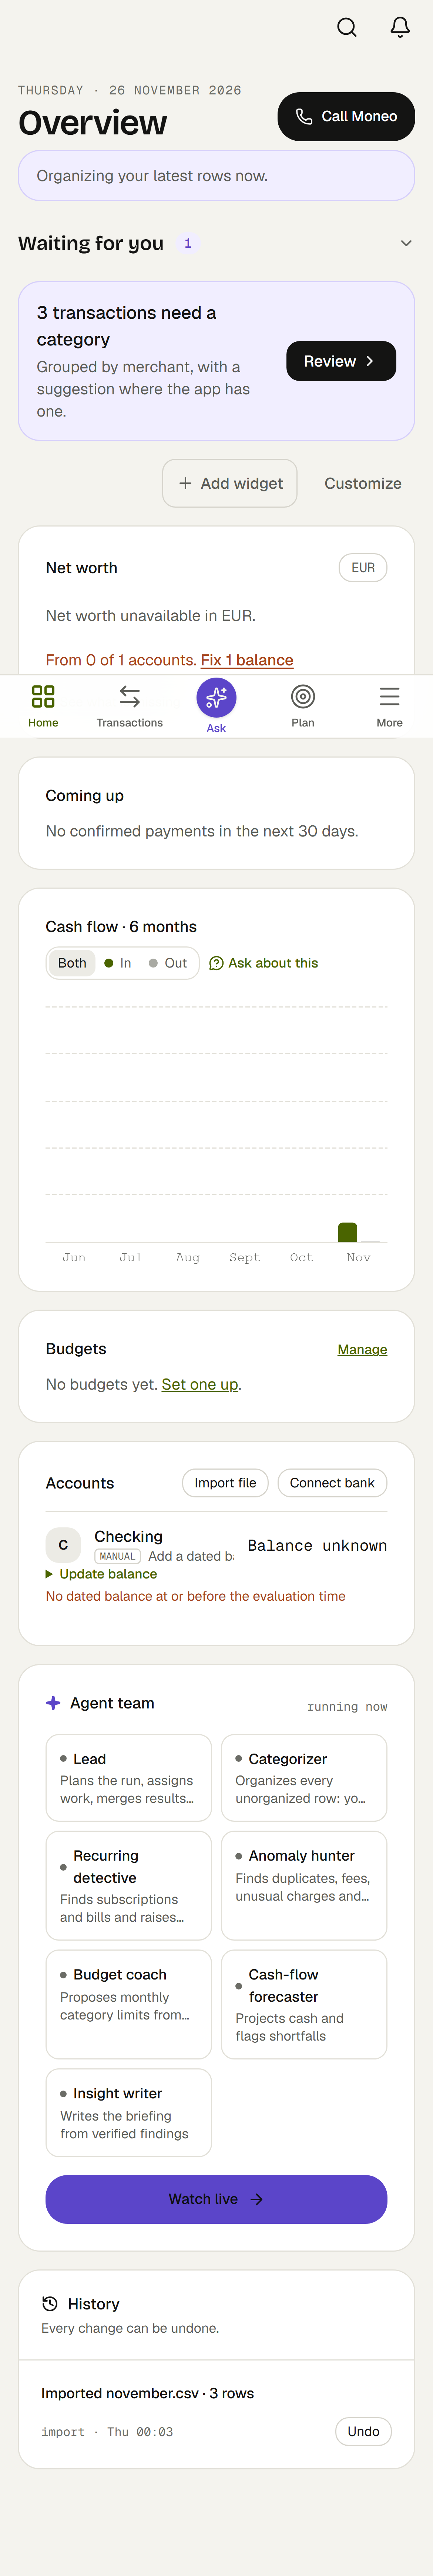 THURSDAY · 26 NOVEMBER 2026
Overview
Call Moneo
Organizing your latest rows now.
Waiting for you 1
3 transactions need a
category
Grouped by merchant, with a
suggestion where the app has
one.
Review
Add widget
Customize
Net worth
EUR
Net worth unavailable in EUR.
From 0 of 1 accounts. Fix 1 balance
Home
Transactions
Ask
Plan
More
Coming up
No confirmed payments in the next 30 days.
Cash flow · 6 months
Both
In
Out
Ask about this
Jun
Jul
Aug
Sept
Oct
Nov
Budgets
Manage
No budgets yet. Set one up.
Accounts
Import file
Connect bank
C
Checking
MANUAL
Add a dated ba
Balance unknown
Update balance
No dated balance at or before the evaluation time
Agent team
running now
Lead
Plans the run, assigns
work, merges results…
Categorizer
Organizes every
unorganized row: yo…
Recurring
detective
Finds subscriptions
and bills and raises…
Anomaly hunter
Finds duplicates, fees,
unusual charges and…
Budget coach
Proposes monthly
category limits from…
Cash-flow
forecaster
Projects cash and
flags shortfalls
Insight writer
Writes the briefing
from verified findings
Watch live
History
Every change can be undone.
Imported november.csv · 3 rows
import · Thu 00:03
Undo